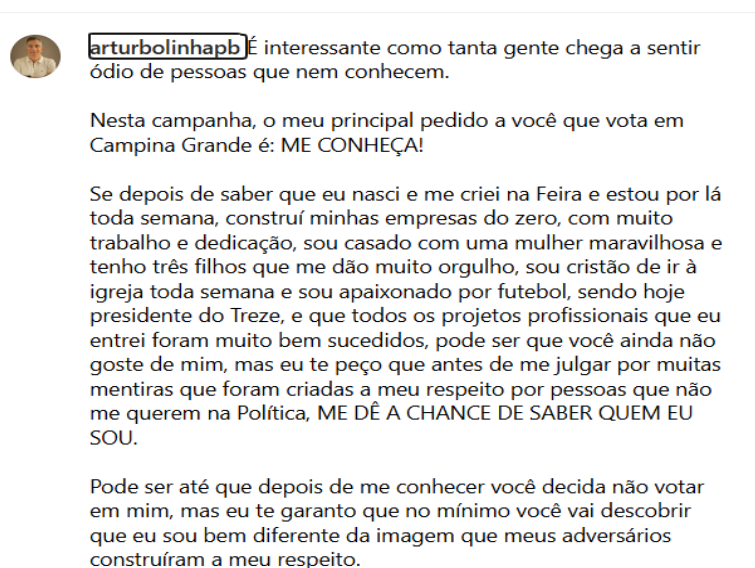 arturbolinhapb É interessante como tanta gente chega a sentir
ódio de pessoas que nem conhecem.
Nesta campanha, o meu principal pedido a você que vota em
Campina Grande é: ME CONHEÇA!
Se depois de saber que eu nasci e me criei na Feira e estou por lá
toda semana, construí minhas empresas do zero, com muito
trabalho e dedicação, sou casado com uma mulher maravilhosa e
tenho três filhos que me dão muito orgulho, sou cristão de ir à
igreja toda semana e sou apaixonado por futebol, sendo hoje
presidente do Treze, e que todos os projetos profissionais que eu
entrei foram muito bem sucedidos, pode ser que você ainda não
goste de mim, mas eu te peço que antes de me julgar por muitas
mentiras que foram criadas a meu respeito por pessoas que não
me querem na Política, ME DÊ A CHANCE DE SABER QUEM EU
SOU.
Pode ser até que depois de me conhecer você decida não votar
em mim, mas eu te garanto que no mínimo você vai descobrir
que eu sou bem diferente da imagem que meus adversários
construíram a meu respeito.